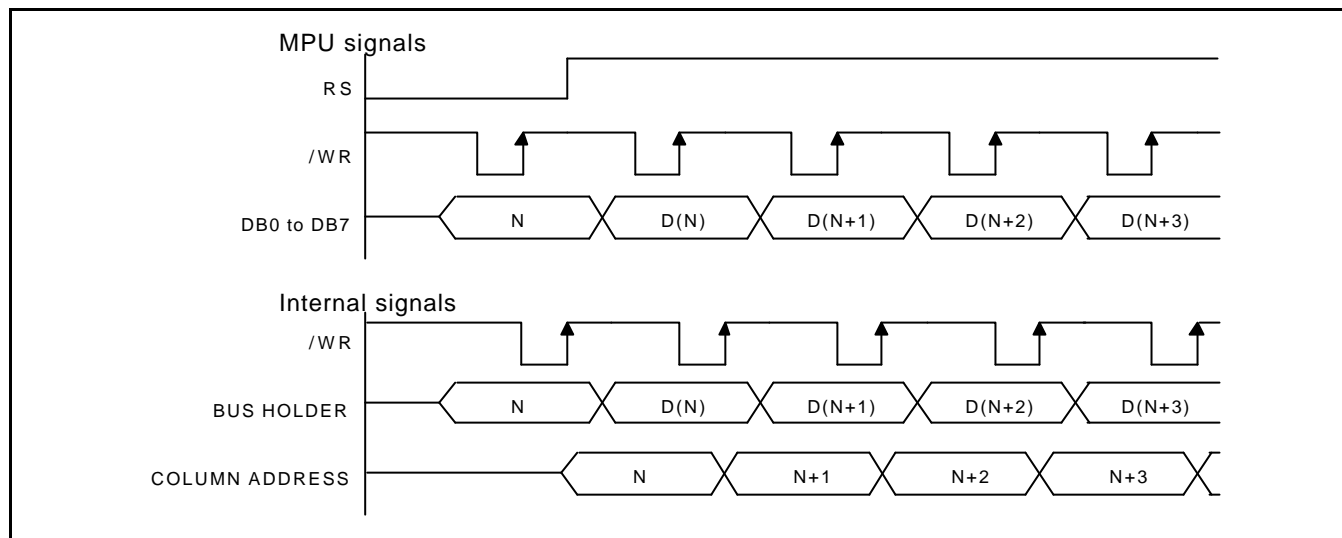 MPU signals
RS
/WR
DB0 to DB7 N D(N) D(N+1) D(N+2) D(N+3)
Internal signals
/WR
BUS HOLDER N D(N) D(N+1) D(N+2) D(N+3)
COLUMN ADDRESS N N+1 N+2 N+3